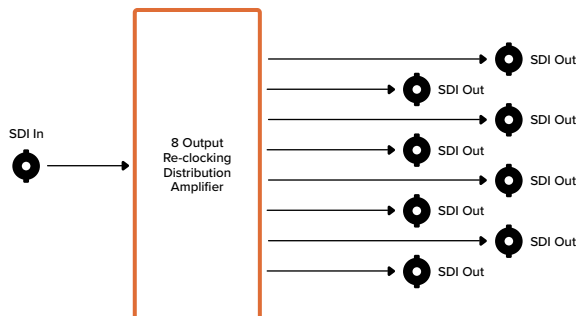 SDI In
8 Output
Re-clocking
Distribution
Amplifier
SDI Out
SDI Out
SDI Out
SDI Out
SDI Out
SDI Out
SDI Out
SDI Out